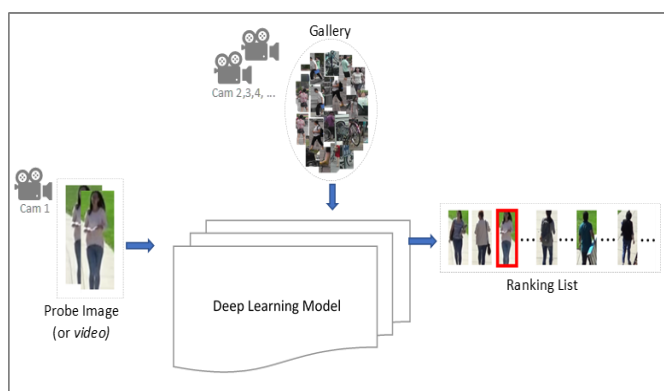 Gallery
Cam 2,3,4, ...
Cam 1
Probe Image
(or video)
Deep Learning Model
Ranking List